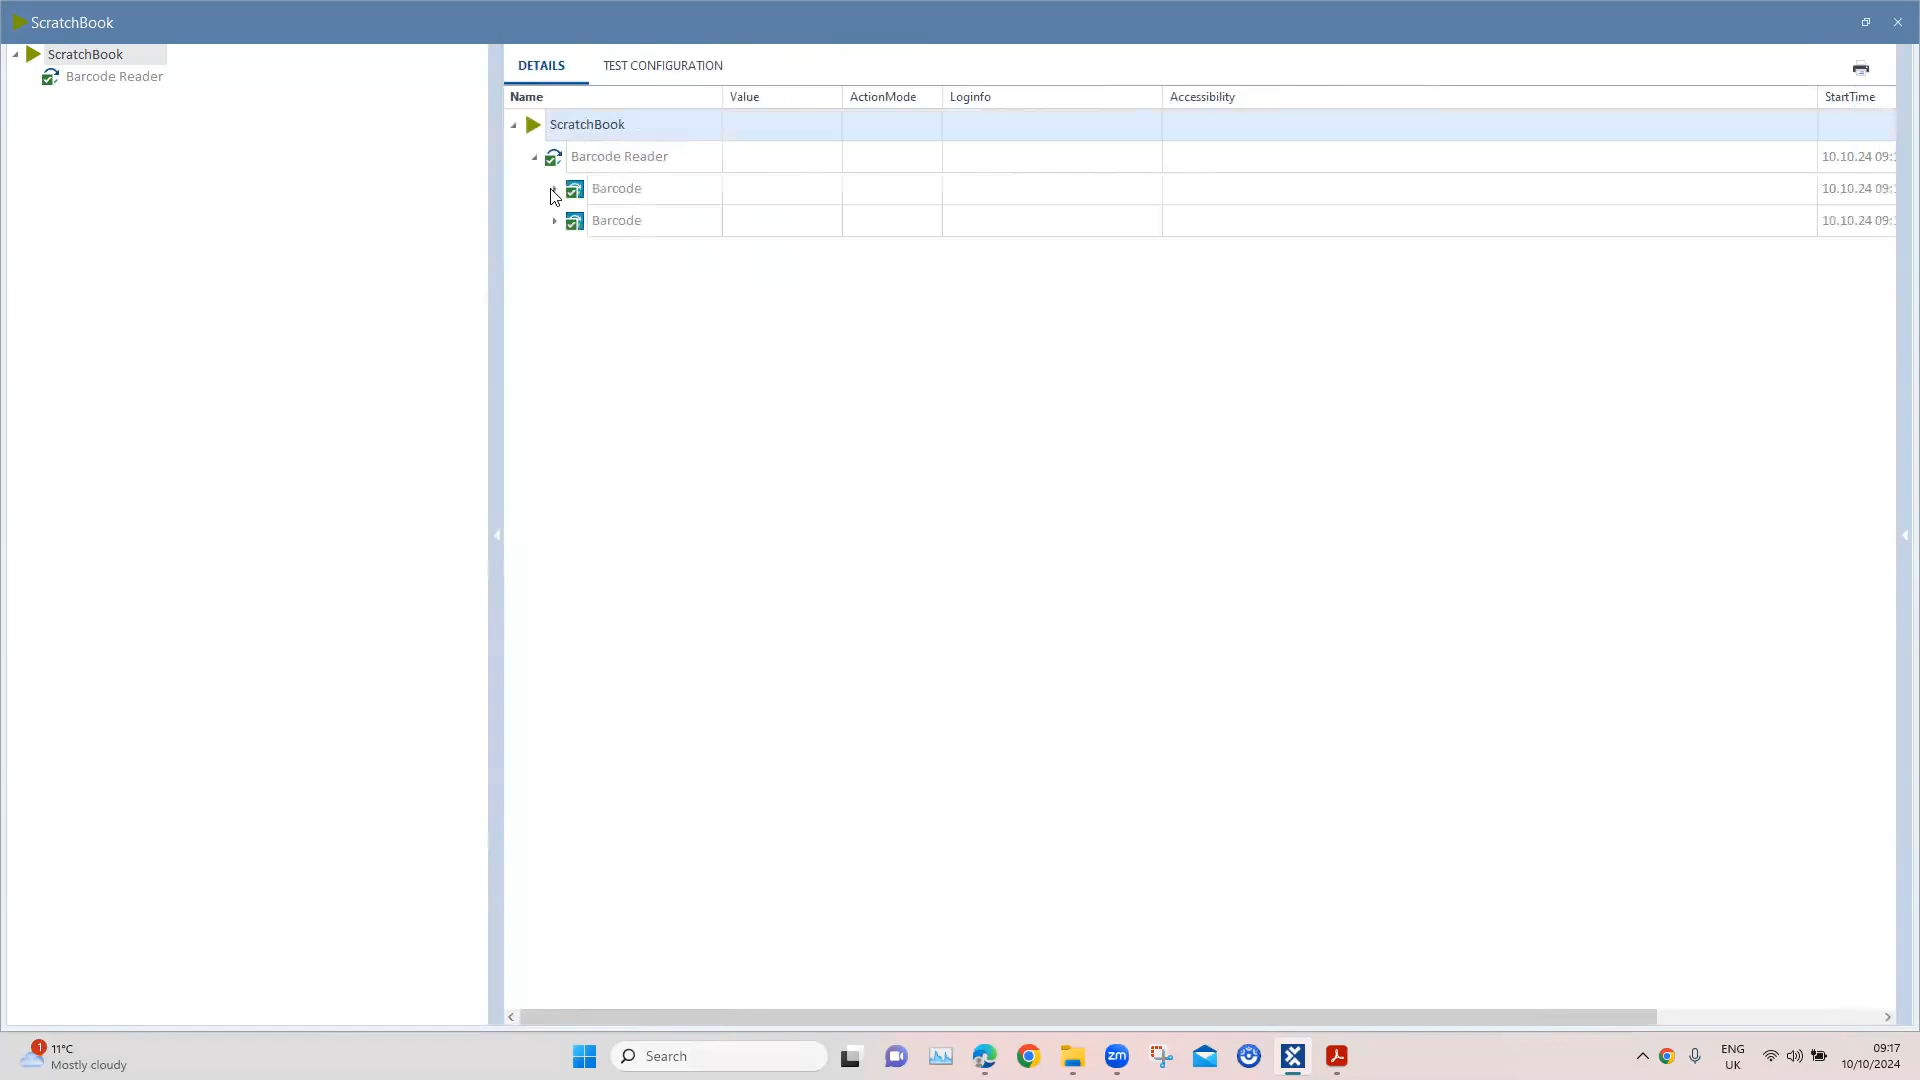 ScratchBook
ScratchBook
Barcode Reader
DETAILS TEST CONFIGURATION
Name Value ActionMode Loginfo Accessibility StartTime
ScratchBook
Barcode Reader 10.10.24 09:
Barcode 10.10.24 09:
Barcode 10.10.24 09:
1
11°C
Mostly cloudy
Search
zm
ENG
UK
09:17
10/10/2024